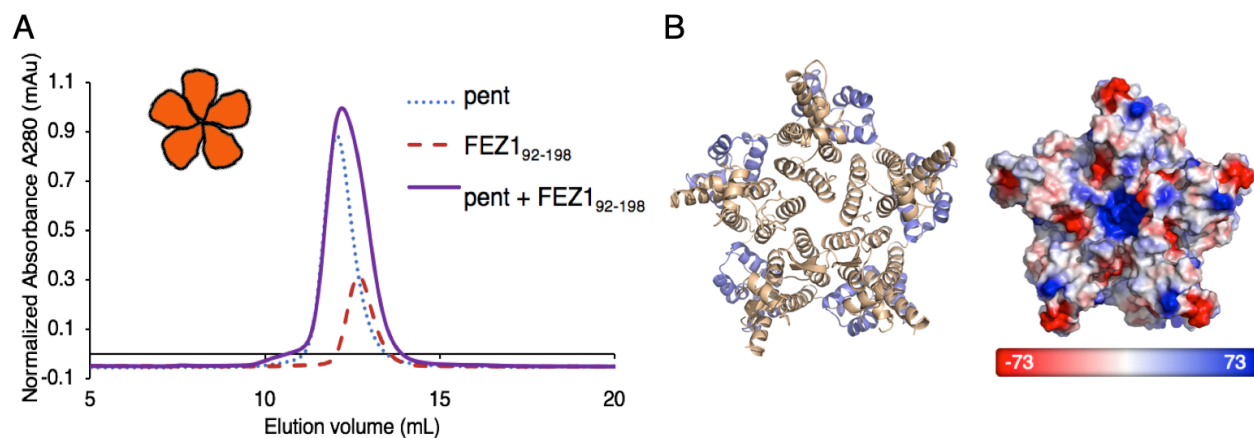 A
B
Normalized Absorbance A280 (mAu)
1.1
0.9
0.7
0.5
0.3
0.1
-0.1
5
10
15
20
Elution volume (mL)
pent
FEZ1₉₂₋₁₉₈
pent + FEZ1₉₂₋₁₉₈
-73
73